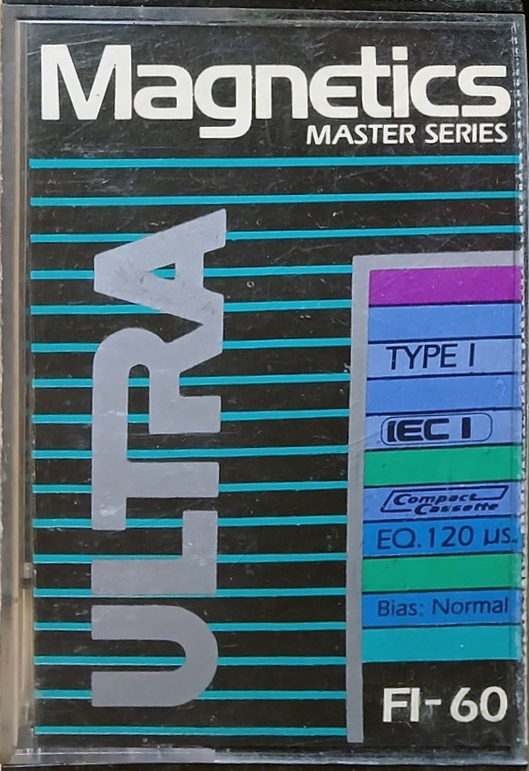 Magnetics
MASTER SERIES
ULTRA
TYPE I
IEC I
Compact
Cassette
EQ. 120 µs
Bias: Normal
FI-60